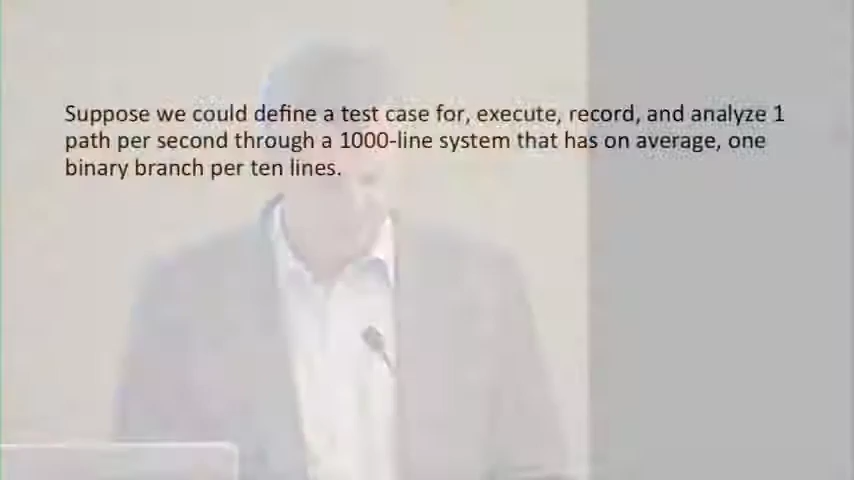 Suppose we could define a test case for, execute, record, and analyze 1
path per second through a 1000-line system that has on average, one
binary branch per ten lines.